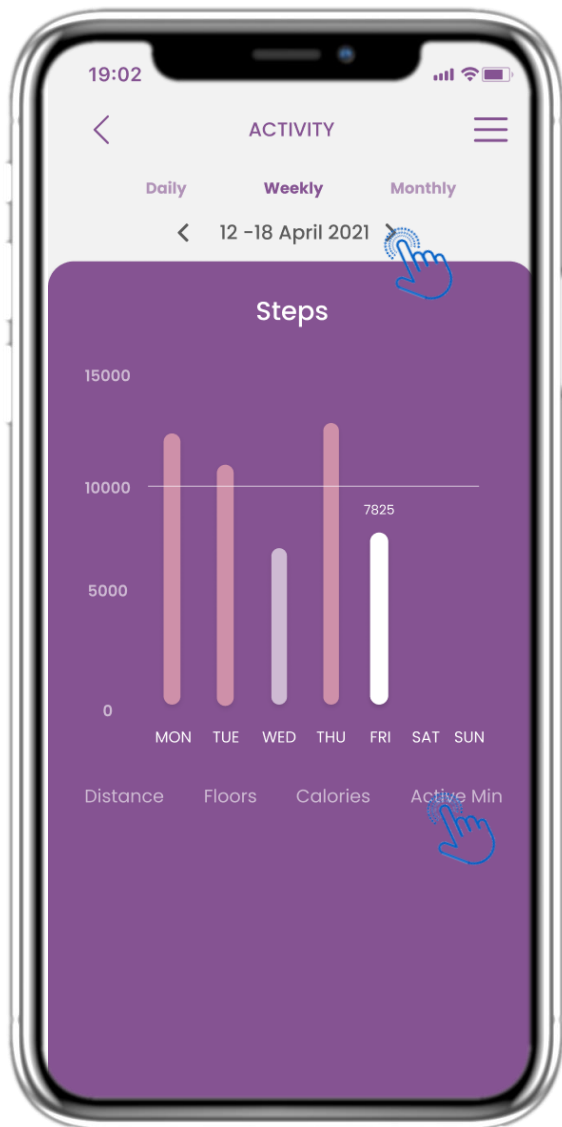 19:02
ACTIVITY
Daily Weekly Monthly
12 -18 April 2021
Steps
15000
10000
7825
5000
0
MON TUE WED THU FRI SAT SUN
Distance Floors Calories Active Min